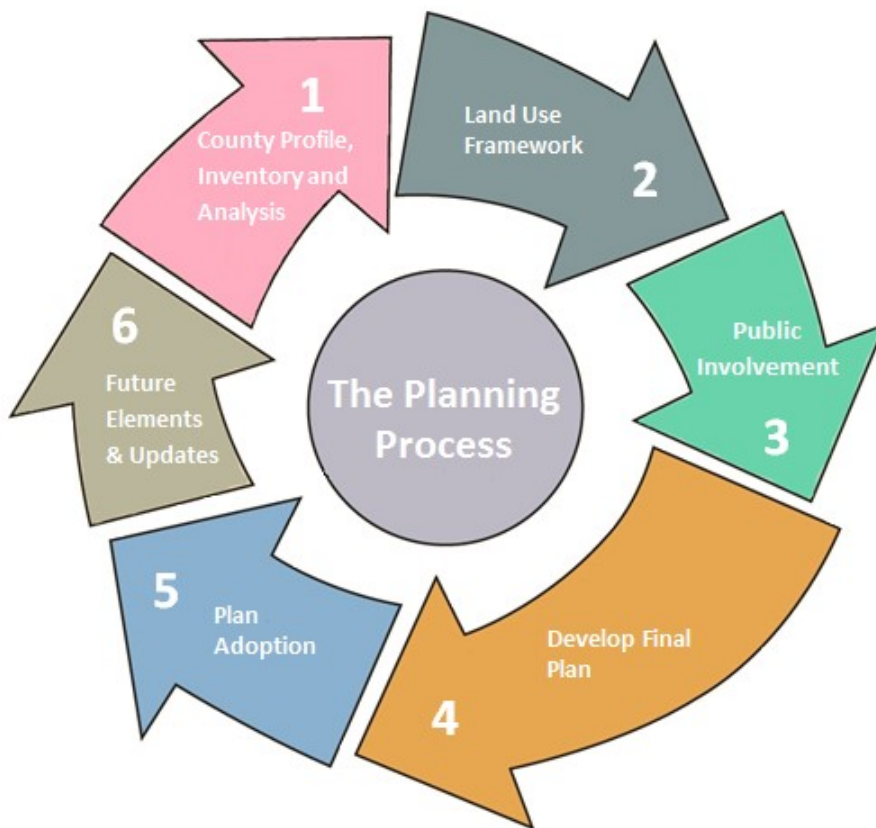 1
County Profile,
Inventory and
Analysis
Land Use
Framework
2
Public
Involvement
3
Develop Final
Plan
4
Plan
Adoption
5
6
Future
Elements
& Updates
The Planning
Process